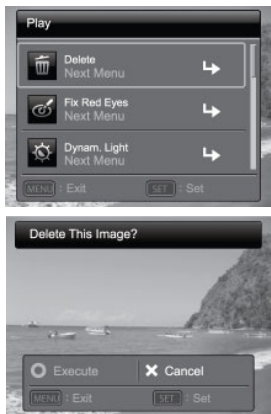 Play
Delete
Next Menu
Fix Red Eyes
Next Menu
Dynam. Light
Next Menu
MENU : Exit SET : Set
Delete This Image?
Execute Cancel
MENU : Exit SET : Set